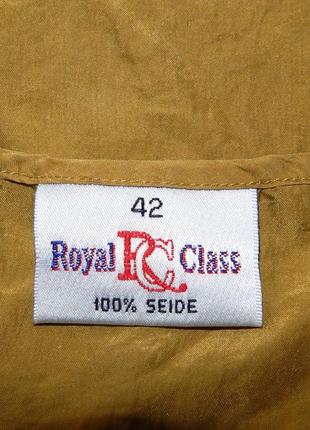 42
Royal RC Class
100% SEIDE